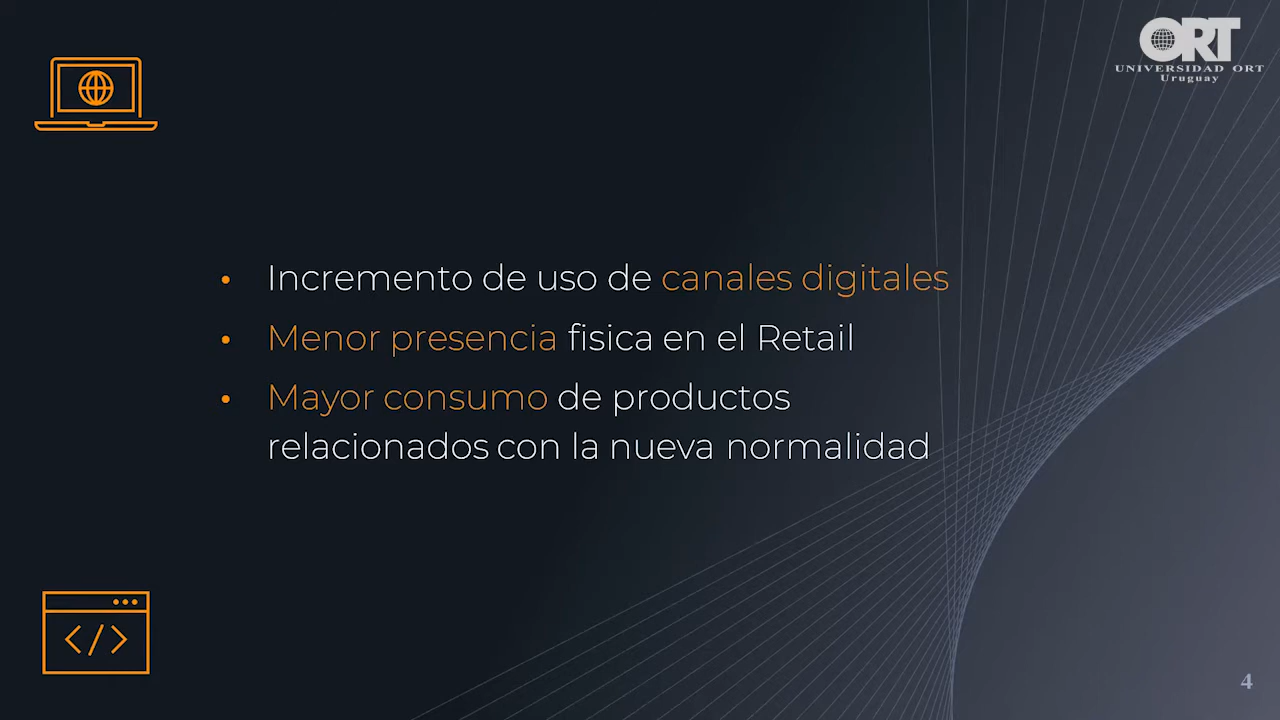 ORT
UNIVERSIDAD ORT
Uruguay
• Incremento de uso de canales digitales
• Menor presencia fisica en el Retail
• Mayor consumo de productos
relacionados con la nueva normalidad
</>
4